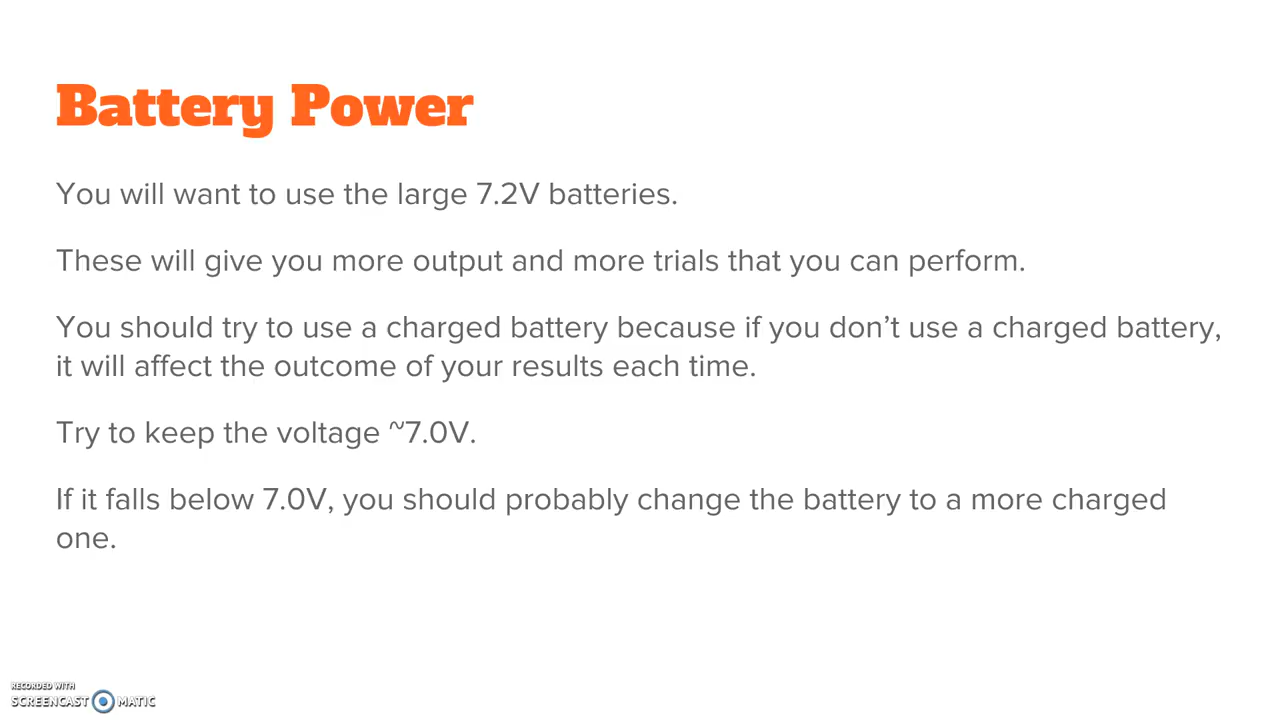 Battery Power
You will want to use the large 7.2V batteries.
These will give you more output and more trials that you can perform.
You should try to use a charged battery because if you don’t use a charged battery,
it will affect the outcome of your results each time.
Try to keep the voltage ~7.0V.
If it falls below 7.0V, you should probably change the battery to a more charged
one.
RECORDED WITH
SCREENCAST MATIC